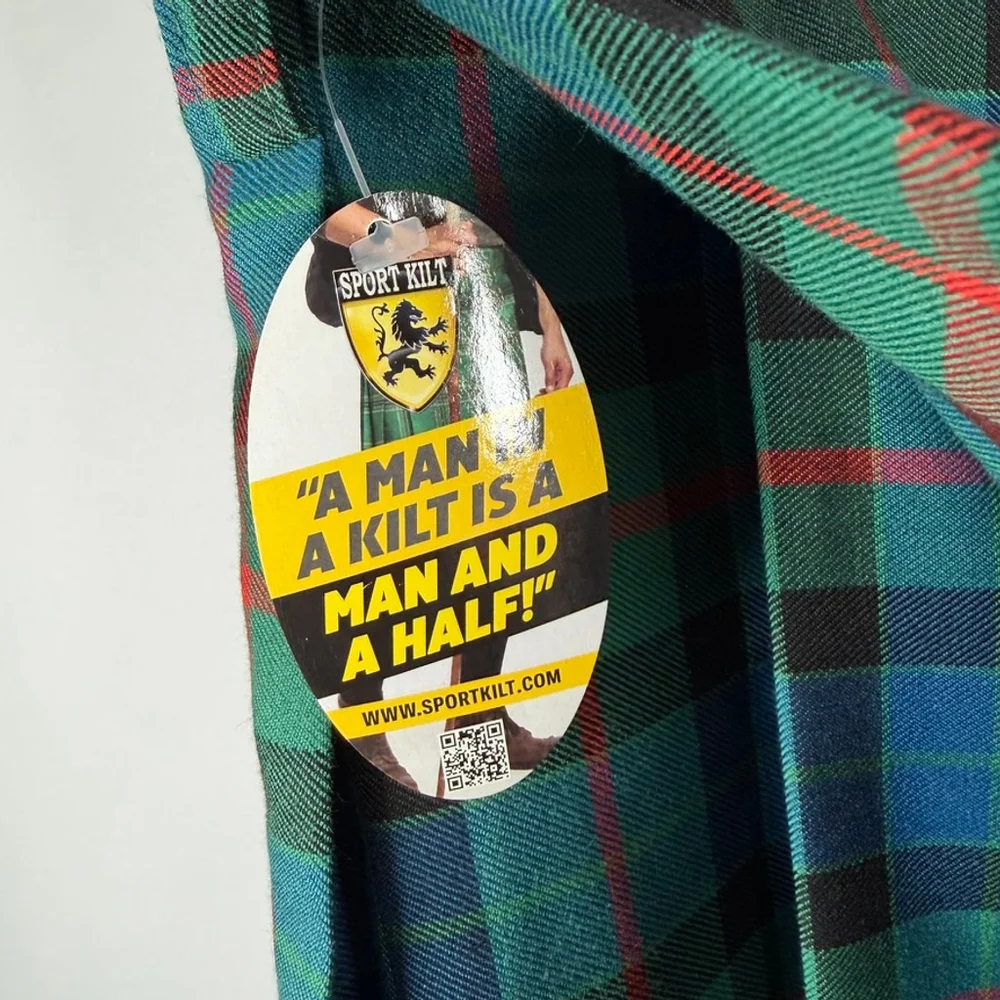 SPORT KILT
"A MAN IN
A KILT IS A
MAN AND
A HALF!"
WWW.SPORTKILT.COM